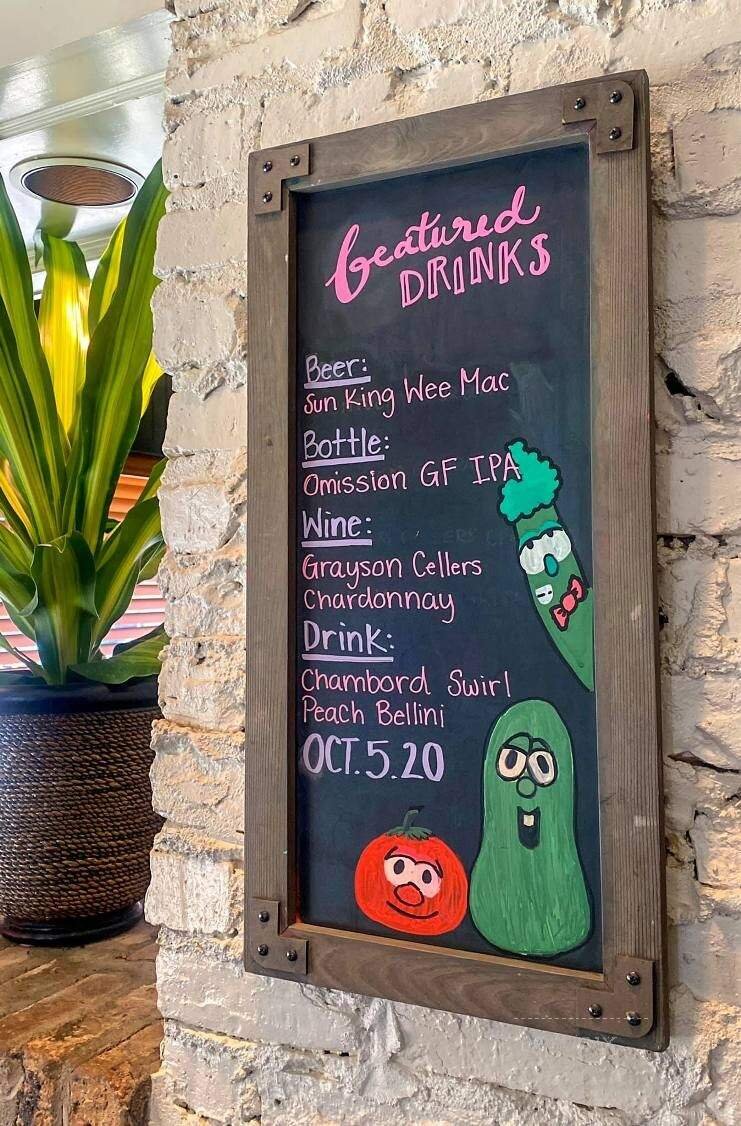 featured
DRINKS
Beer:
Sun King Wee Mac
Bottle:
Omission GF IPA
Wine:
Grayson Cellers
Chardonnay
Drink:
Chambord Swirl
Peach Bellini
OCT.5.20